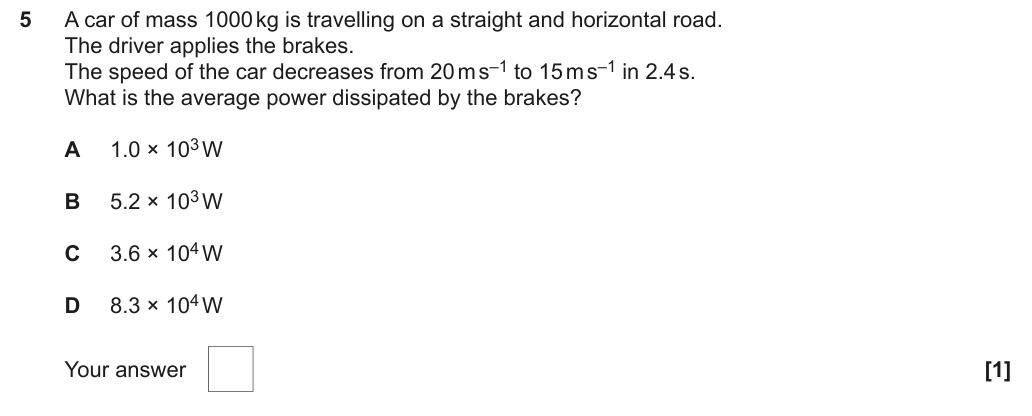 5 A car of mass 1000 kg is travelling on a straight and horizontal road.
The driver applies the brakes.
The speed of the car decreases from 20 m s⁻¹ to 15 m s⁻¹ in 2.4 s.
What is the average power dissipated by the brakes?
A 1.0 × 10³ W
B 5.2 × 10³ W
C 3.6 × 10⁴ W
D 8.3 × 10⁴ W
Your answer [1]